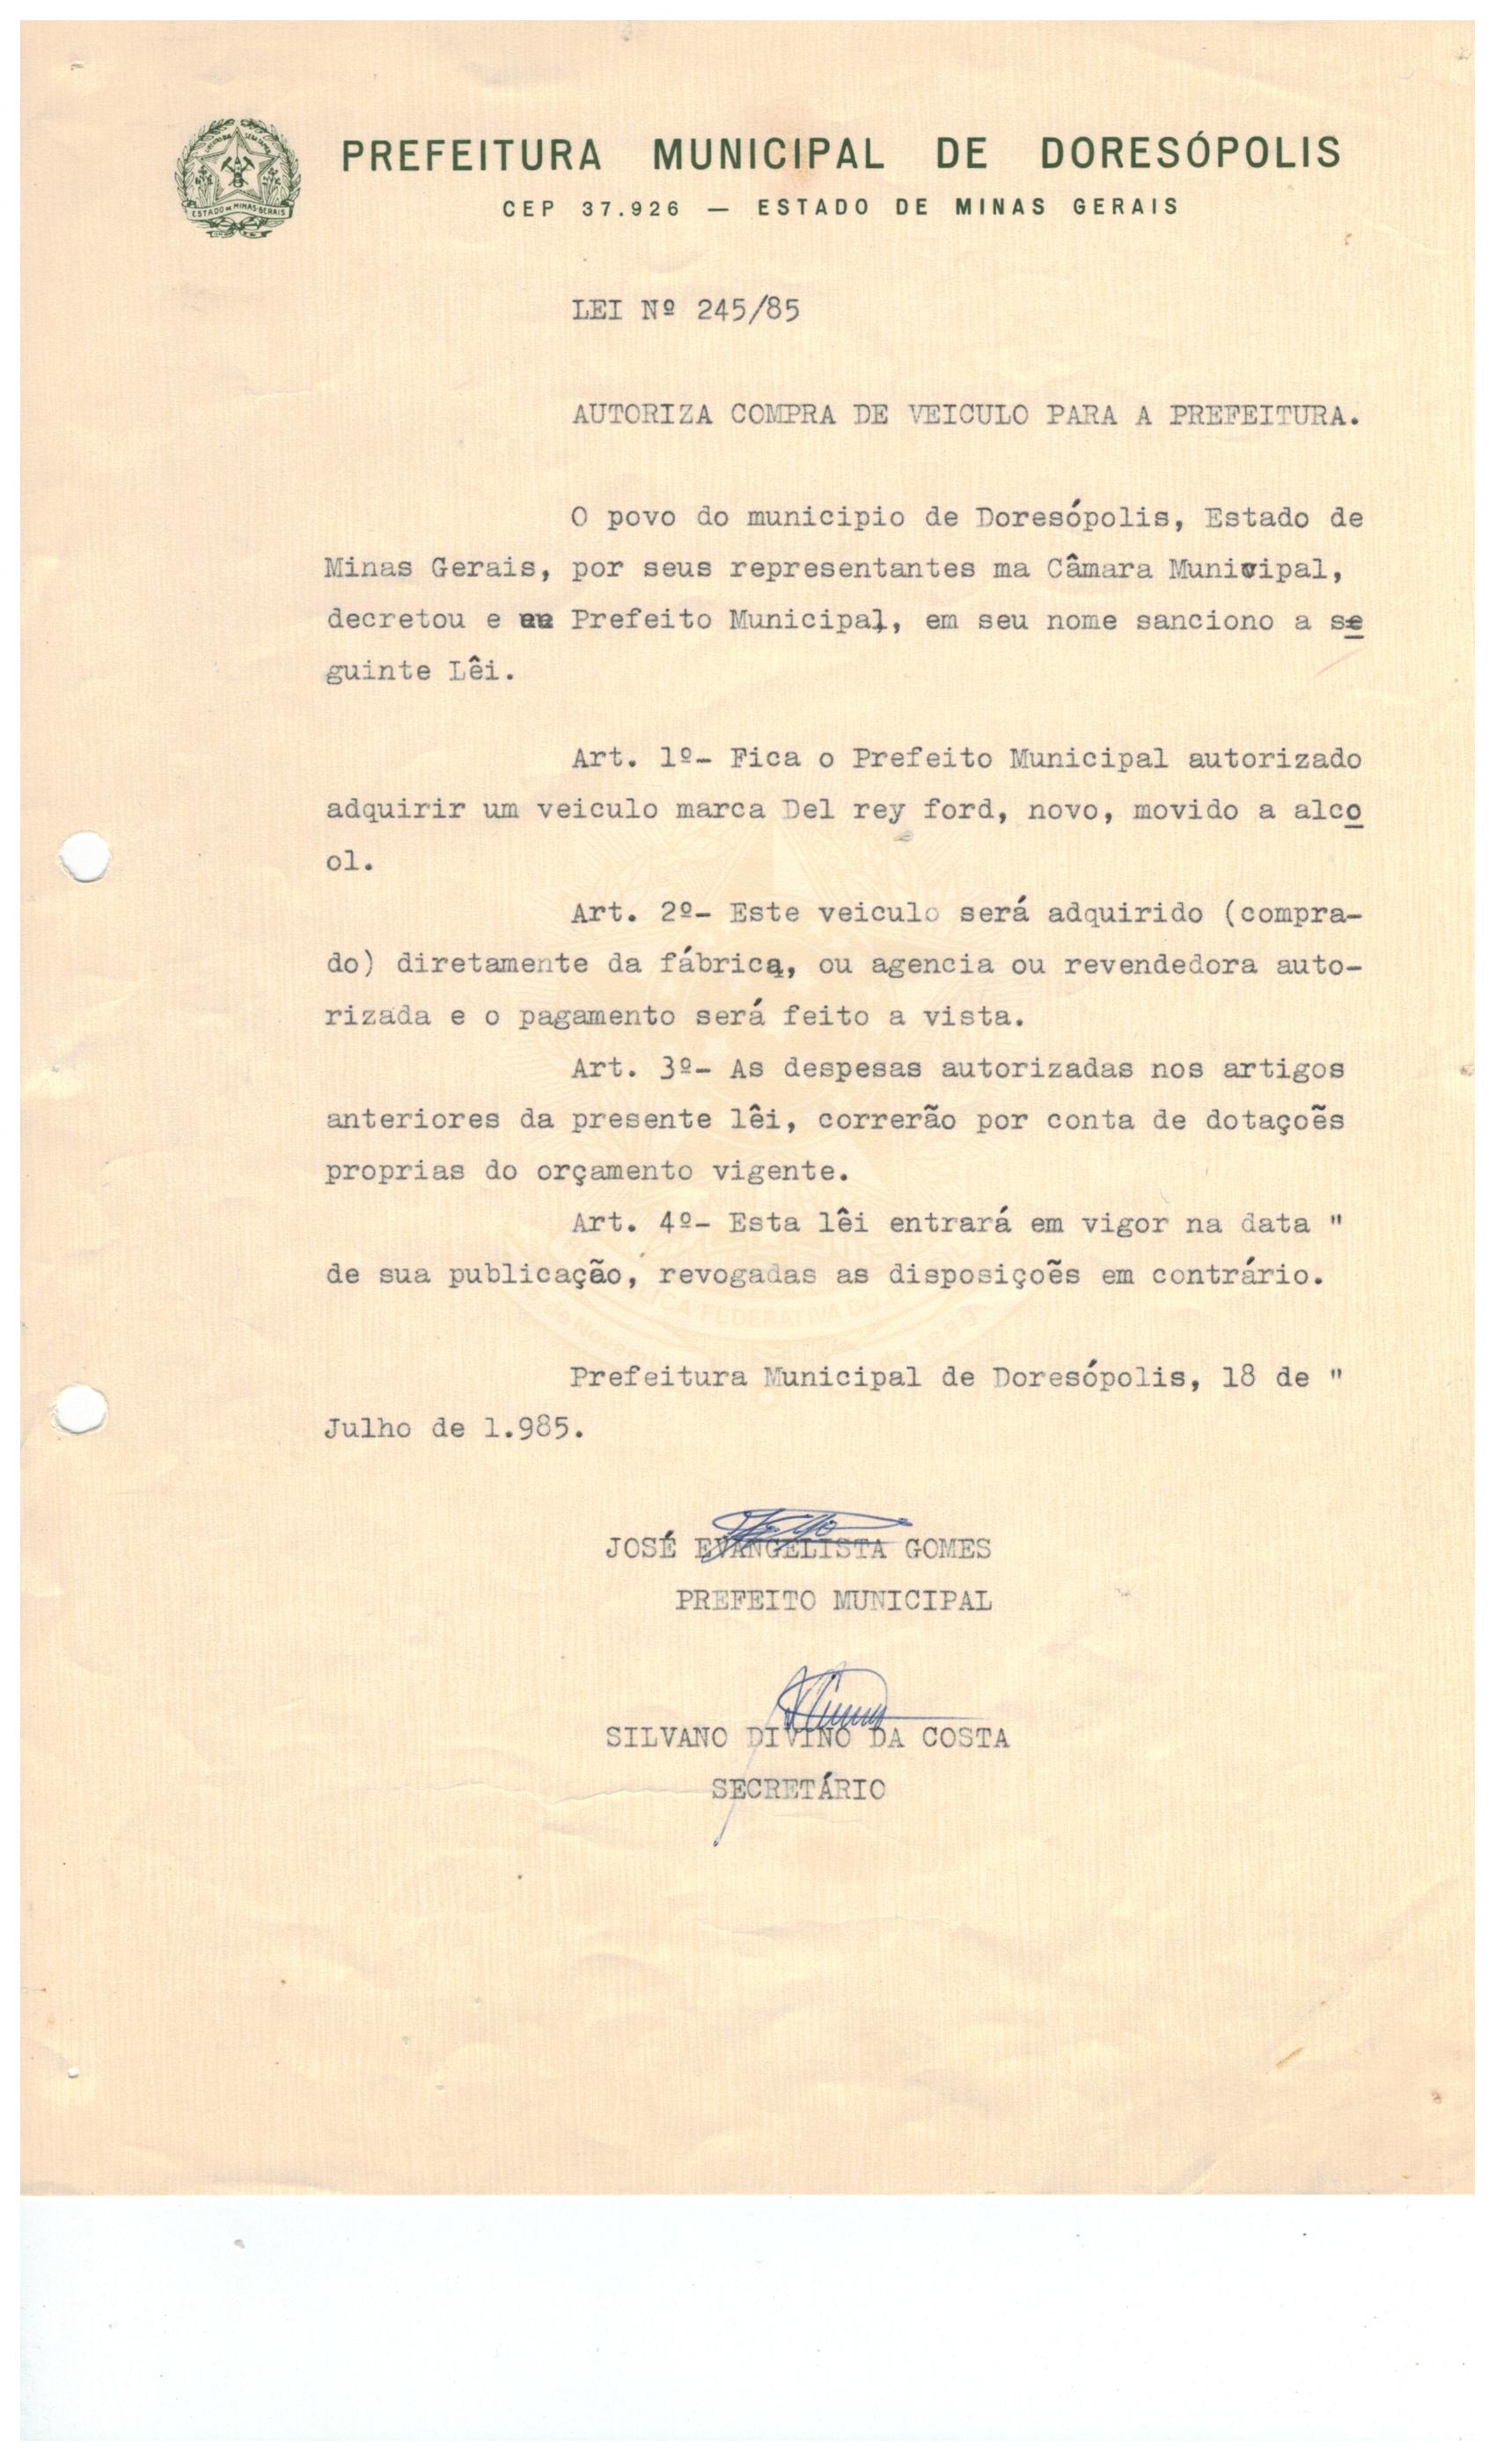 PREFEITURA MUNICIPAL DE DORESÓPOLIS
CEP 37.926 — ESTADO DE MINAS GERAIS
ESTADO DE MINAS GERAIS
LEI Nº 245/85
AUTORIZA COMPRA DE VEICULO PARA A PREFEITURA.
O povo do municipio de Doresópolis, Estado de
Minas Gerais, por seus representantes ma Câmara Municipal,
decretou e eu Prefeito Municipal, em seu nome sanciono a se
guinte Lêi.
Art. 1º- Fica o Prefeito Municipal autorizado
adquirir um veiculo marca Del rey ford, novo, movido a alco
ol.
Art. 2º- Este veiculo será adquirido (compra-
do) diretamente da fábrica, ou agencia ou revendedora auto-
rizada e o pagamento será feito a vista.
Art. 3º- As despesas autorizadas nos artigos
anteriores da presente lêi, correrão por conta de dotaçoẽs
proprias do orçamento vigente.
Art. 4º- Esta lêi entrará em vigor na data "
de sua publicação, revogadas as disposiçoẽs em contrário.
Prefeitura Municipal de Doresópolis, 18 de "
Julho de 1.985.
JOSÉ EVANGELISTA GOMES
PREFEITO MUNICIPAL
SILVANO DIVINO DA COSTA
SECRETÁRIO